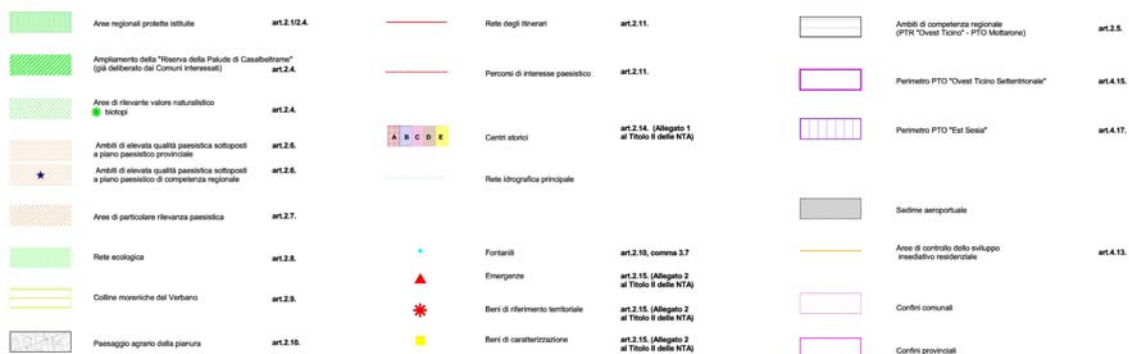 Aree regionali protette istituite art.2.1/2.4.
Ampliamento della "Riserva della Palude di Casalbeltrame"
(già deliberato dai Comuni interessati) art.2.4.
Aree di rilevante valore naturalistico
biotopi art.2.4.
Ambiti di elevata qualità paesistica sottoposti art.2.6.
a piano paesistico provinciale
Ambiti di elevata qualità paesistica sottoposti art.2.6.
a piano paesistico di competenza regionale
Aree di particolare rilevanza paesistica art.2.7.
Rete ecologica art.2.8.
Colline moreniche del Verbano art.2.9.
Paesaggio agrario della pianura art.2.10.
Rete degli itinerari art.2.11.
Percorsi di interesse paesistico art.2.11.
A B C D E Centri storici art.2.14. (Allegato 1
al Titolo II delle NTA)
Rete idrografica principale
Fontanili art.2.10, comma 3.7
Emergenze art.2.15. (Allegato 2
al Titolo II delle NTA)
Beni di riferimento territoriale art.2.15. (Allegato 2
al Titolo II delle NTA)
Beni di caratterizzazione art.2.15. (Allegato 2
al Titolo II delle NTA)
Ambiti di competenza regionale art.2.5.
(PTR "Ovest Ticino" - PTO Mottarone)
Perimetro PTO "Ovest Ticino Settentrionale" art.4.15.
Perimetro PTO "Est Sesia" art.4.17.
Sedime aeroportuale
Aree di controllo dello sviluppo art.4.13.
insediativo residenziale
Confini comunali
Confini provinciali